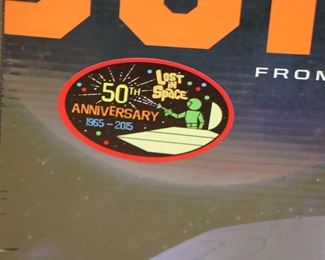 FROM
LOST
IN
SPACE
50TH
ANNIVERSARY
1965 - 2015